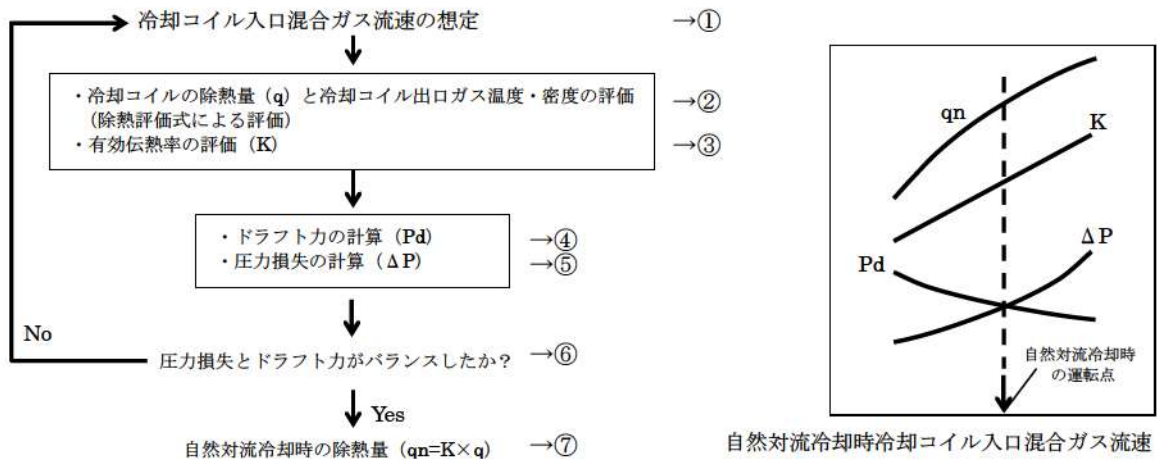 冷却コイル入口混合ガス流速の想定 →①
・冷却コイルの除熱量（q）と冷却コイル出口ガス温度・密度の評価 →②
（除熱評価式による評価）
・有効伝熱率の評価（K） →③
・ドラフト力の計算（Pd） →④
・圧力損失の計算（ΔP） →⑤
No
圧力損失とドラフト力がバランスしたか？ →⑥
Yes
自然対流冷却時の除熱量（qn=K×q） →⑦
qn
K
Pd
ΔP
自然対流冷却時
の運転点
自然対流冷却時冷却コイル入口混合ガス流速